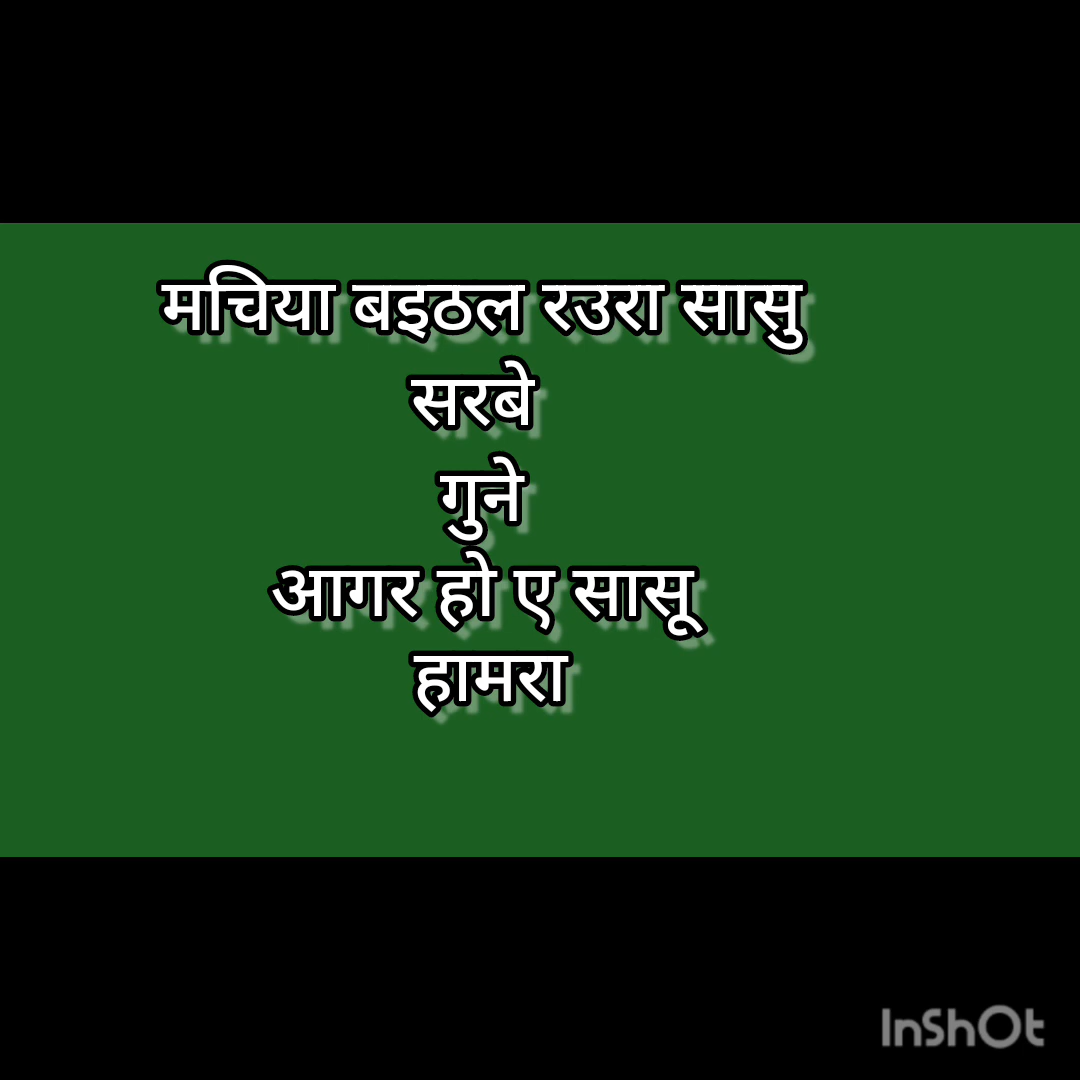 मचिया बइठल रउरा सासु
सरबे
गुने
आगर हो ए सासू
हामरा
InShOt